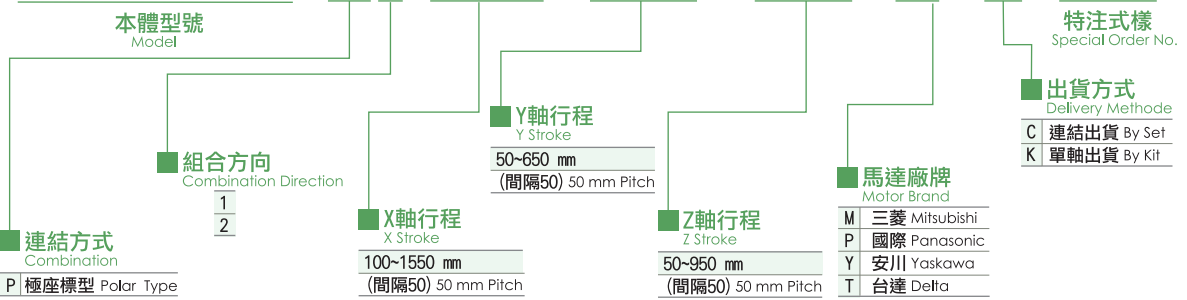 本體型號
Model
特注式樣
Special Order No.
出貨方式
Delivery Methode
C 連結出貨 By Set
K 單軸出貨 By Kit
Y軸行程
Y Stroke
50~650 mm
(間隔50) 50 mm Pitch
組合方向
Combination Direction
1
2
馬達廠牌
Motor Brand
M 三菱 Mitsubishi
P 國際 Panasonic
Y 安川 Yaskawa
T 台達 Delta
X軸行程
X Stroke
100~1550 mm
(間隔50) 50 mm Pitch
Z軸行程
Z Stroke
50~950 mm
(間隔50) 50 mm Pitch
連結方式
Combination
P 極座標型 Polar Type